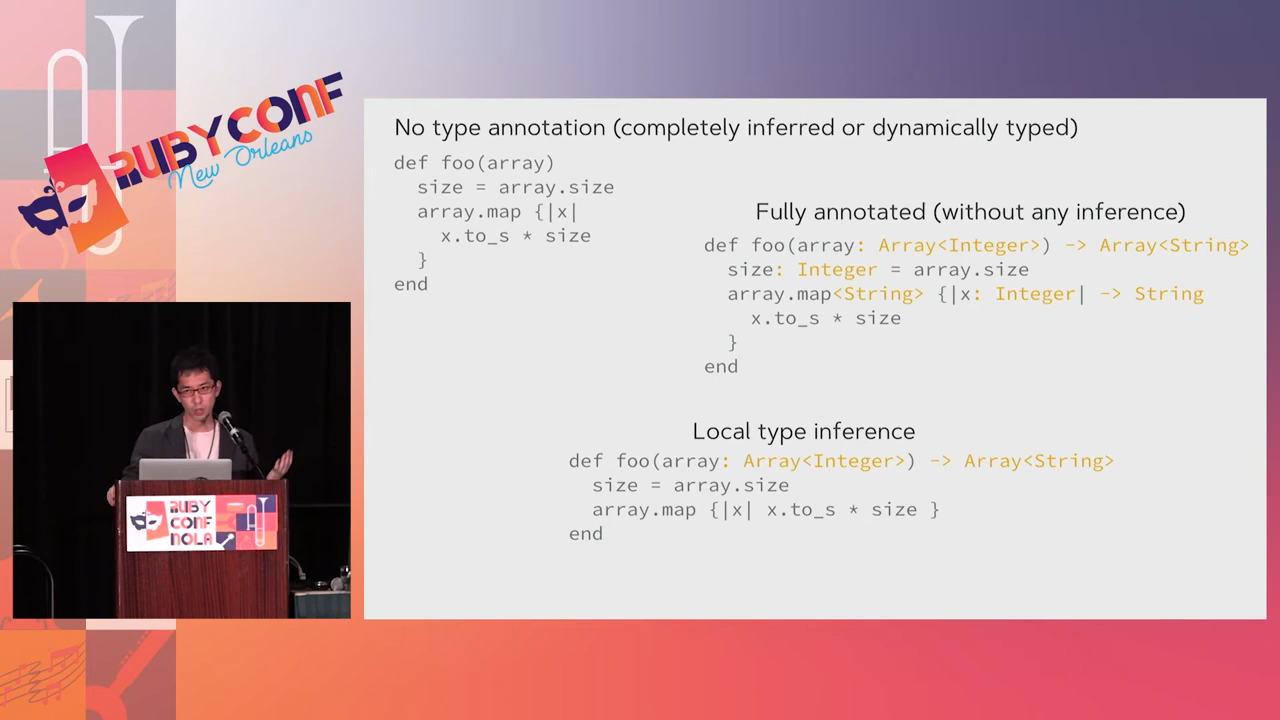 RUBYCONF
New Orleans
No type annotation (completely inferred or dynamically typed)
def foo(array)
  size = array.size
  array.map {|x|
    x.to_s * size
  }
end
Fully annotated (without any inference)
def foo(array: Array<Integer>) -> Array<String>
  size: Integer = array.size
  array.map<String> {|x: Integer| -> String
    x.to_s * size
  }
end
Local type inference
def foo(array: Array<Integer>) -> Array<String>
  size = array.size
  array.map {|x| x.to_s * size }
end
RUBY
CONF
NOLA